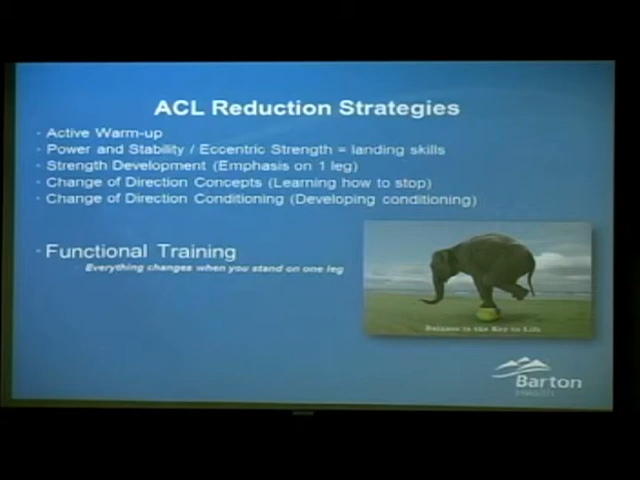 ACL Reduction Strategies
· Active Warm-up
· Power and Stability / Eccentric Strength = landing skills
· Strength Development (Emphasis on 1 leg)
· Change of Direction Concepts (Learning how to stop)
· Change of Direction Conditioning (Developing conditioning)
· Functional Training
· Everything changes when you stand on one leg
Balance is the Key to Life
Barton